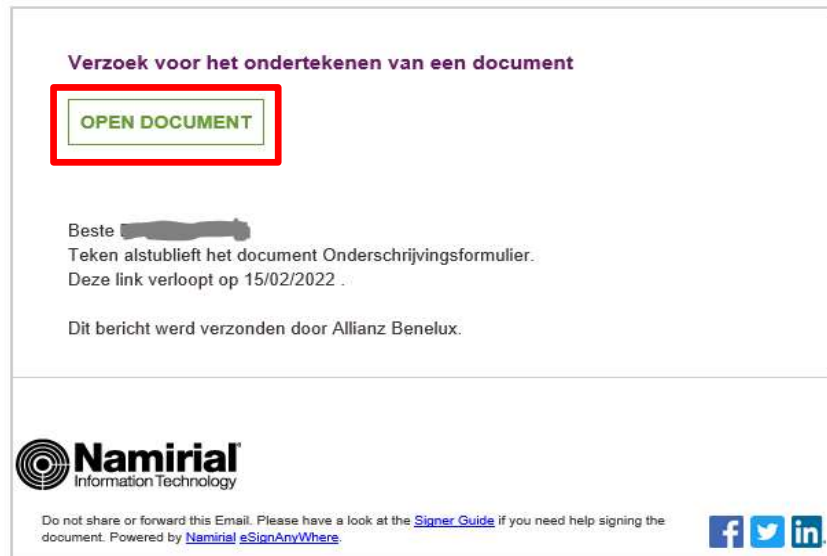 Verzoek voor het ondertekenen van een document
OPEN DOCUMENT
Beste
Teken alstublieft het document Onderschrijvingsformulier.
Deze link verloopt op 15/02/2022 .
Dit bericht werd verzonden door Allianz Benelux.
Namirial
Information Technology
Do not share or forward this Email. Please have a look at the Signer Guide if you need help signing the
document. Powered by Namirial eSignAnyWhere.
f in.